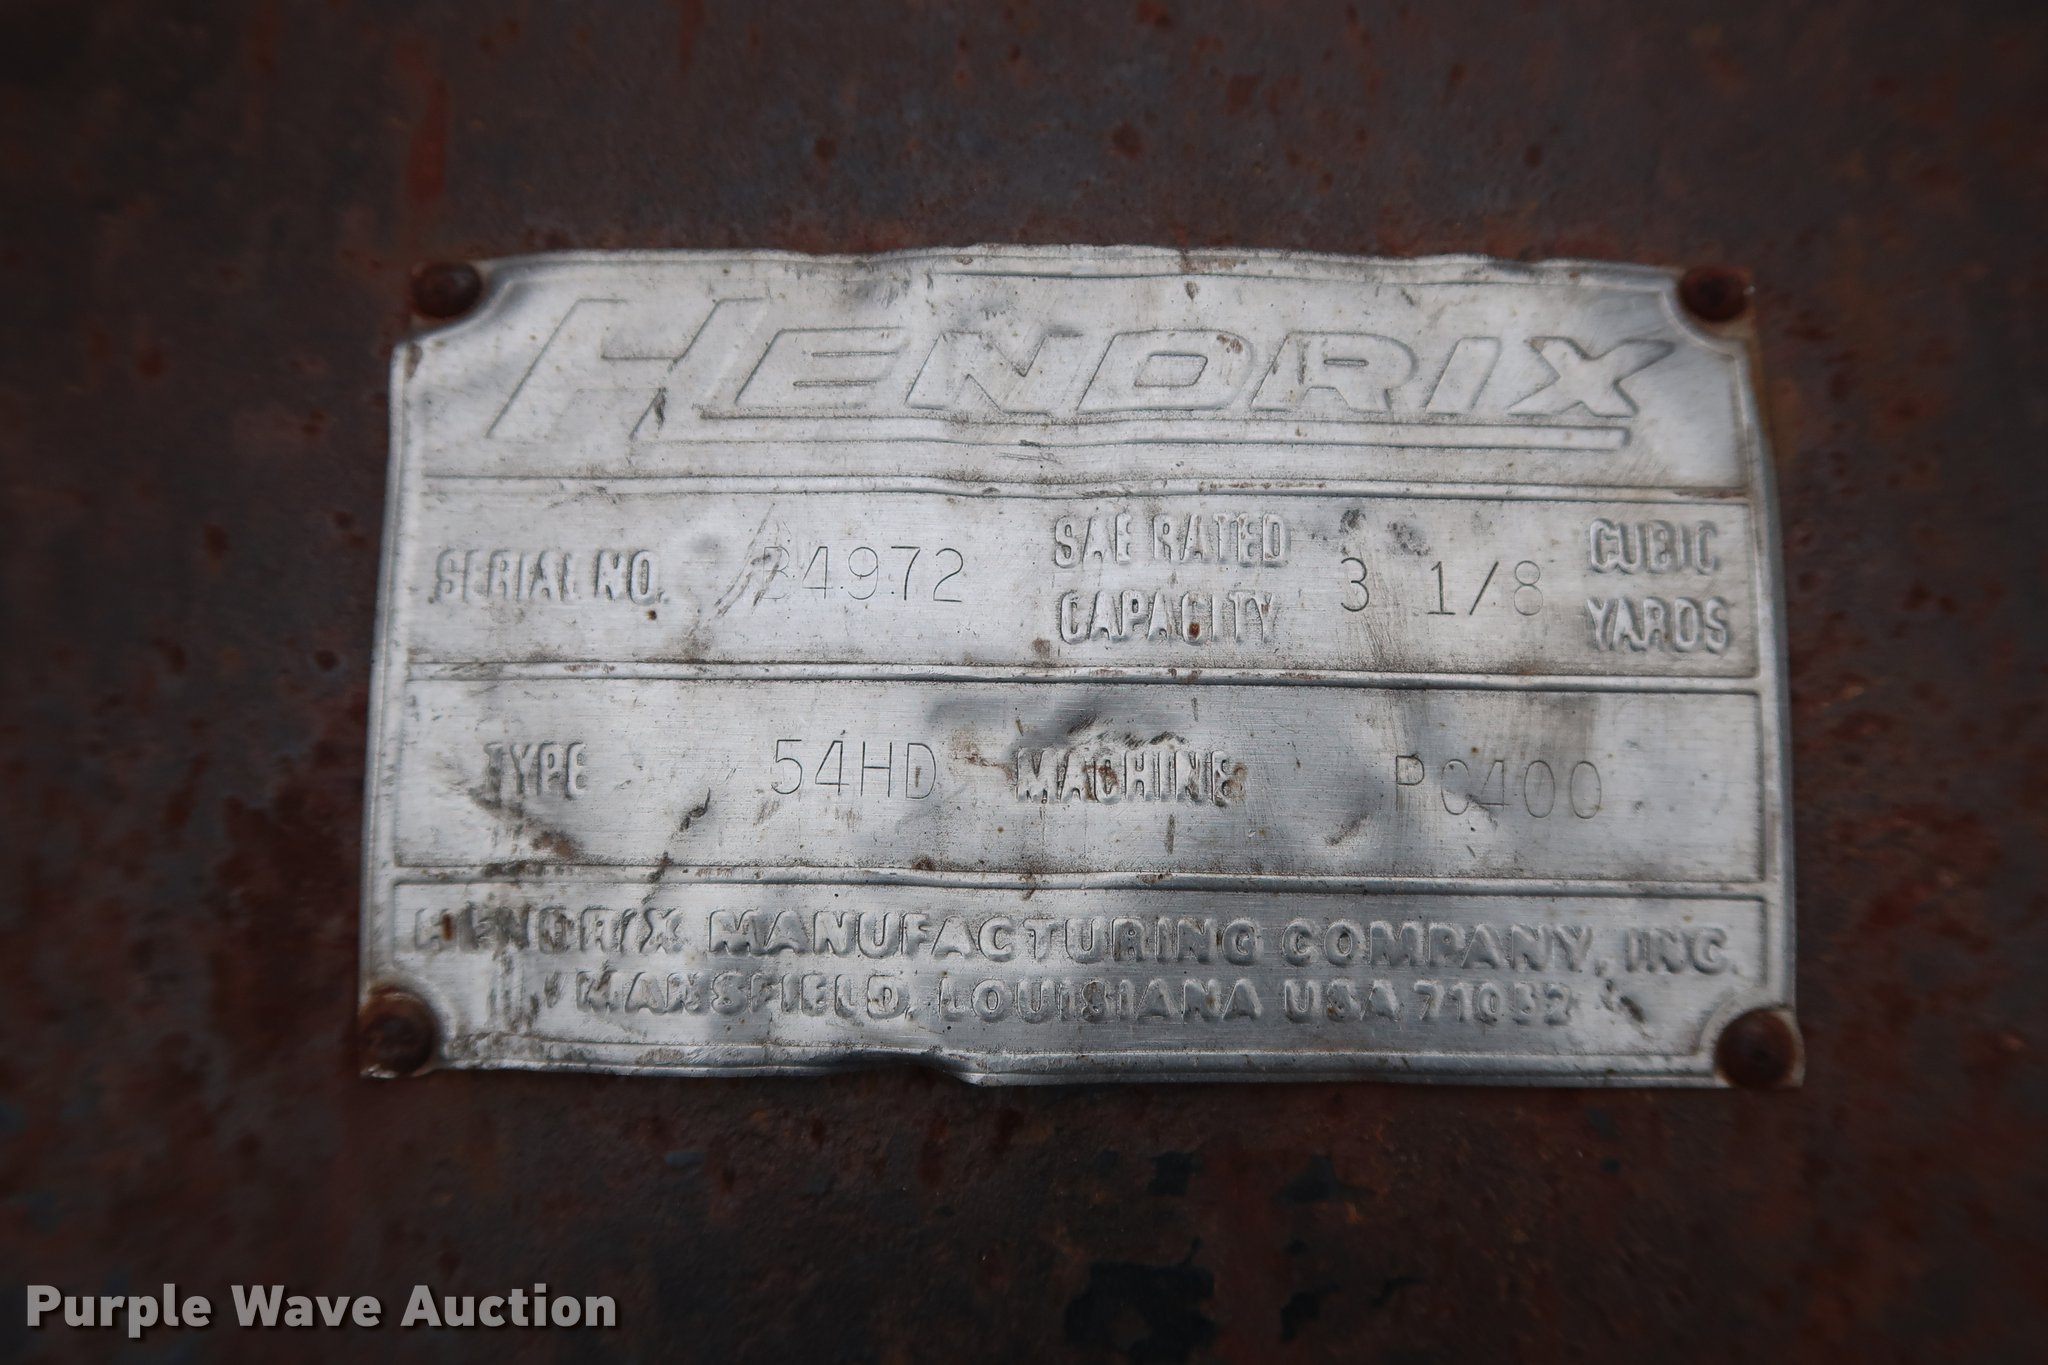 HENDRIX
SERIAL NO. 34972 SAE RATED CAPACITY 3 1/8 CUBIC YARDS
TYPE 54HD MACHINE PC400
HENDRIX MANUFACTURING COMPANY, INC.
MANSFIELD, LOUISIANA USA 71052
Purple Wave Auction